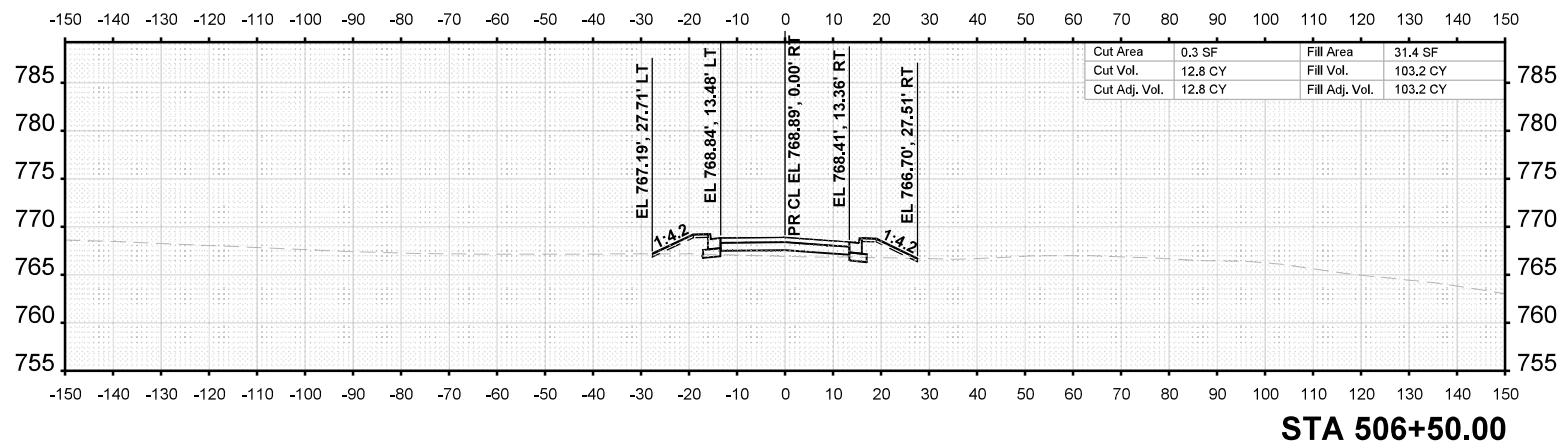 -150 -140 -130 -120 -110 -100 -90 -80 -70 -60 -50 -40 -30 -20 -10 0 10 20 30 40 50 60 70 80 90 100 110 120 130 140 150
EL 767.19', 27.71' LT
EL 768.84', 13.48' LT
PR CL EL 768.89', 0.00' RT
EL 768.41', 13.36' RT
EL 766.70', 27.51' RT
Cut Area 0.3 SF Fill Area 31.4 SF
Cut Vol. 12.8 CY Fill Vol. 103.2 CY
Cut Adj. Vol. 12.8 CY Fill Adj. Vol. 103.2 CY
785 785
780 780
775 775
770 770
1:4.2 1:4.2
765 765
760 760
755 755
-150 -140 -130 -120 -110 -100 -90 -80 -70 -60 -50 -40 -30 -20 -10 0 10 20 30 40 50 60 70 80 90 100 110 120 130 140 150
STA 506+50.00